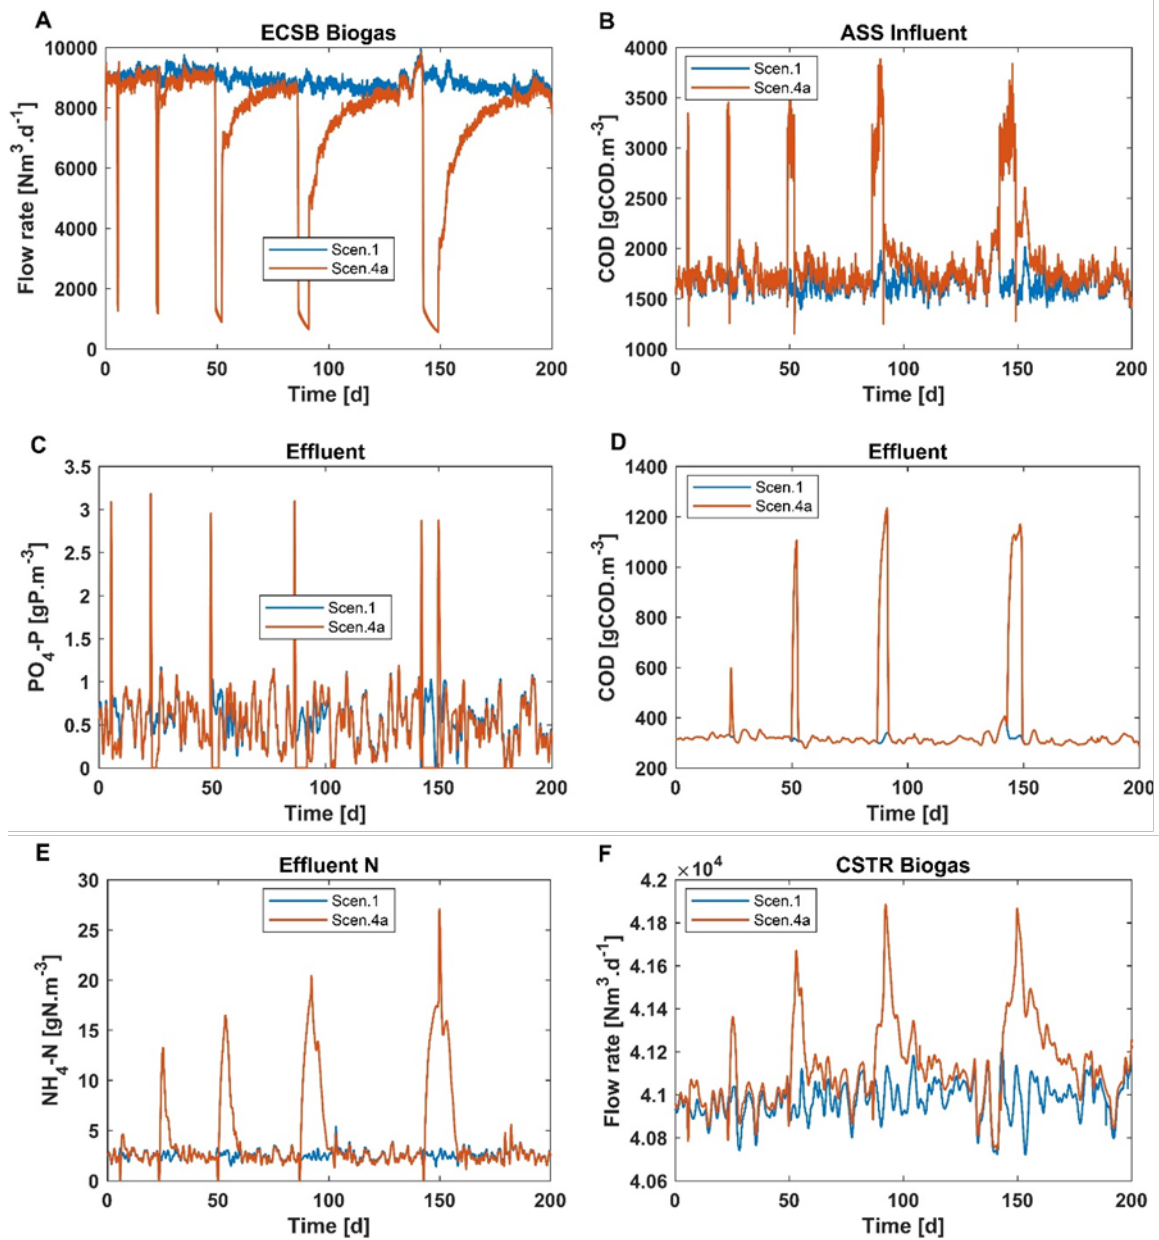 A
ECSB Biogas
10000
8000
6000
4000
2000
0
Flow rate [Nm³.d⁻¹]
Scen.1
Scen.4a
0 50 100 150 200
Time [d]
B
ASS Influent
4000
3500
3000
2500
2000
1500
1000
COD [gCOD.m⁻³]
Scen.1
Scen.4a
0 50 100 150 200
Time [d]
C
Effluent
3.5
3
2.5
2
1.5
1
0.5
0
PO₄-P [gP.m⁻³]
Scen.1
Scen.4a
0 50 100 150 200
Time [d]
D
Effluent
1400
1200
1000
800
600
400
200
COD [gCOD.m⁻³]
Scen.1
Scen.4a
0 50 100 150 200
Time [d]
E
Effluent N
30
25
20
15
10
5
0
NH₄-N [gN.m⁻³]
Scen.1
Scen.4a
0 50 100 150 200
Time [d]
F
CSTR Biogas
×10⁴
4.2
4.18
4.16
4.14
4.12
4.1
4.08
4.06
Flow rate [Nm³.d⁻¹]
Scen.1
Scen.4a
0 50 100 150 200
Time [d]